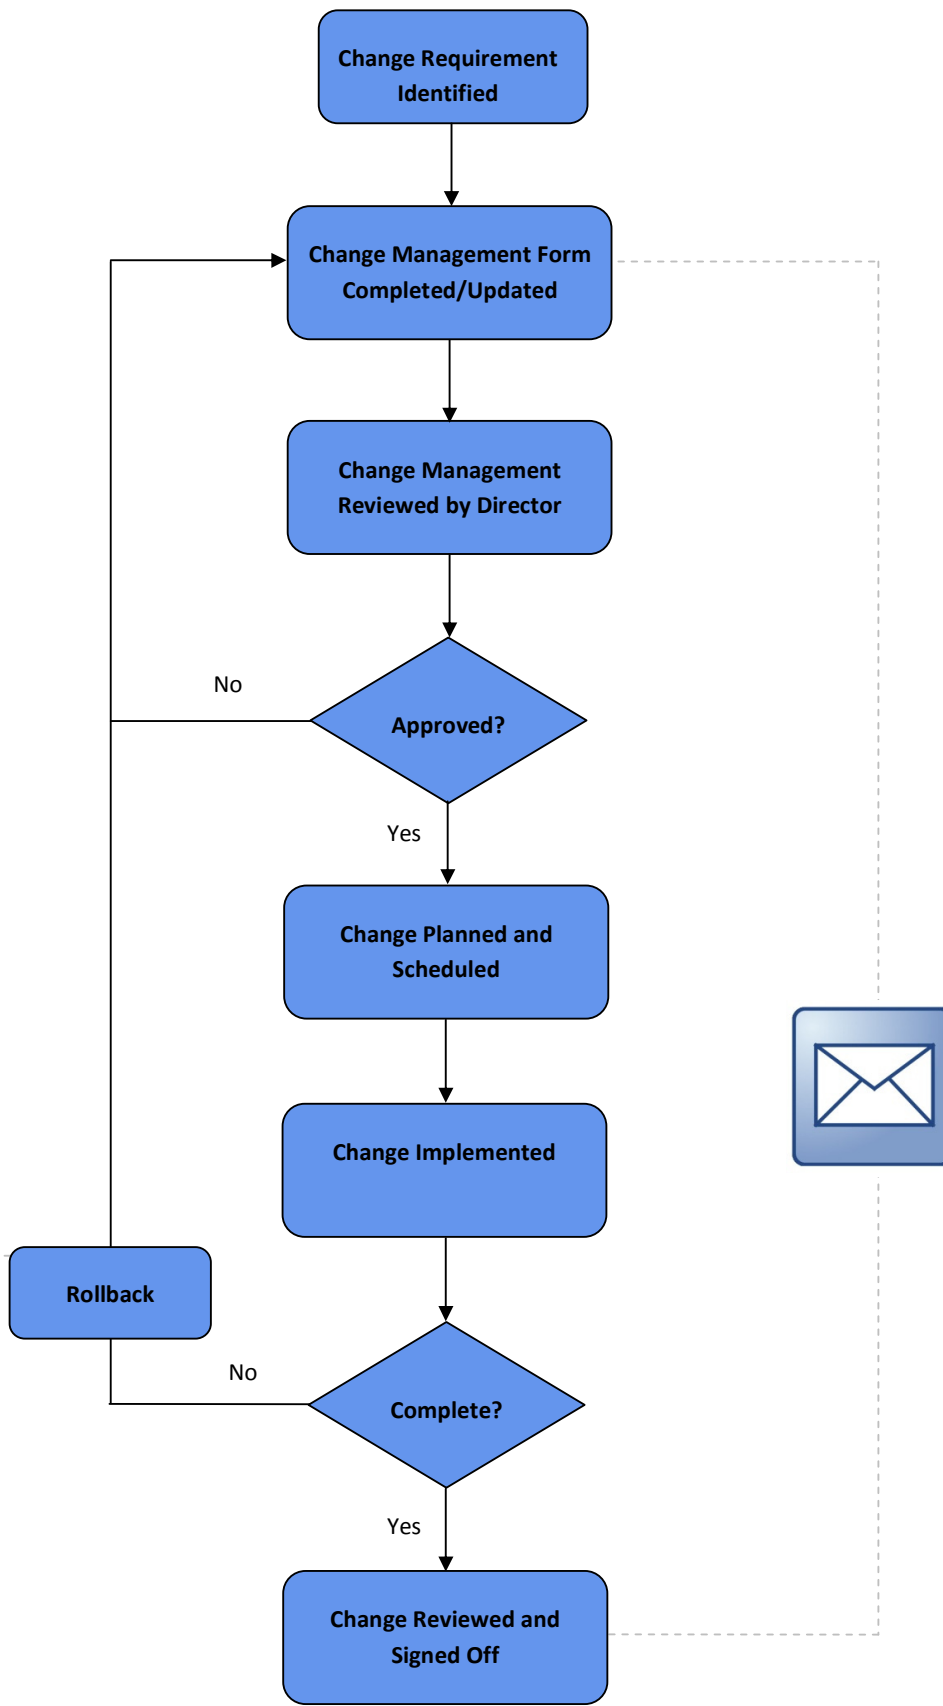 Change Requirement
Identified
Change Management Form
Completed/Updated
Change Management
Reviewed by Director
No
Approved?
Yes
Change Planned and
Scheduled
Change Implemented
Rollback
No
Complete?
Yes
Change Reviewed and
Signed Off